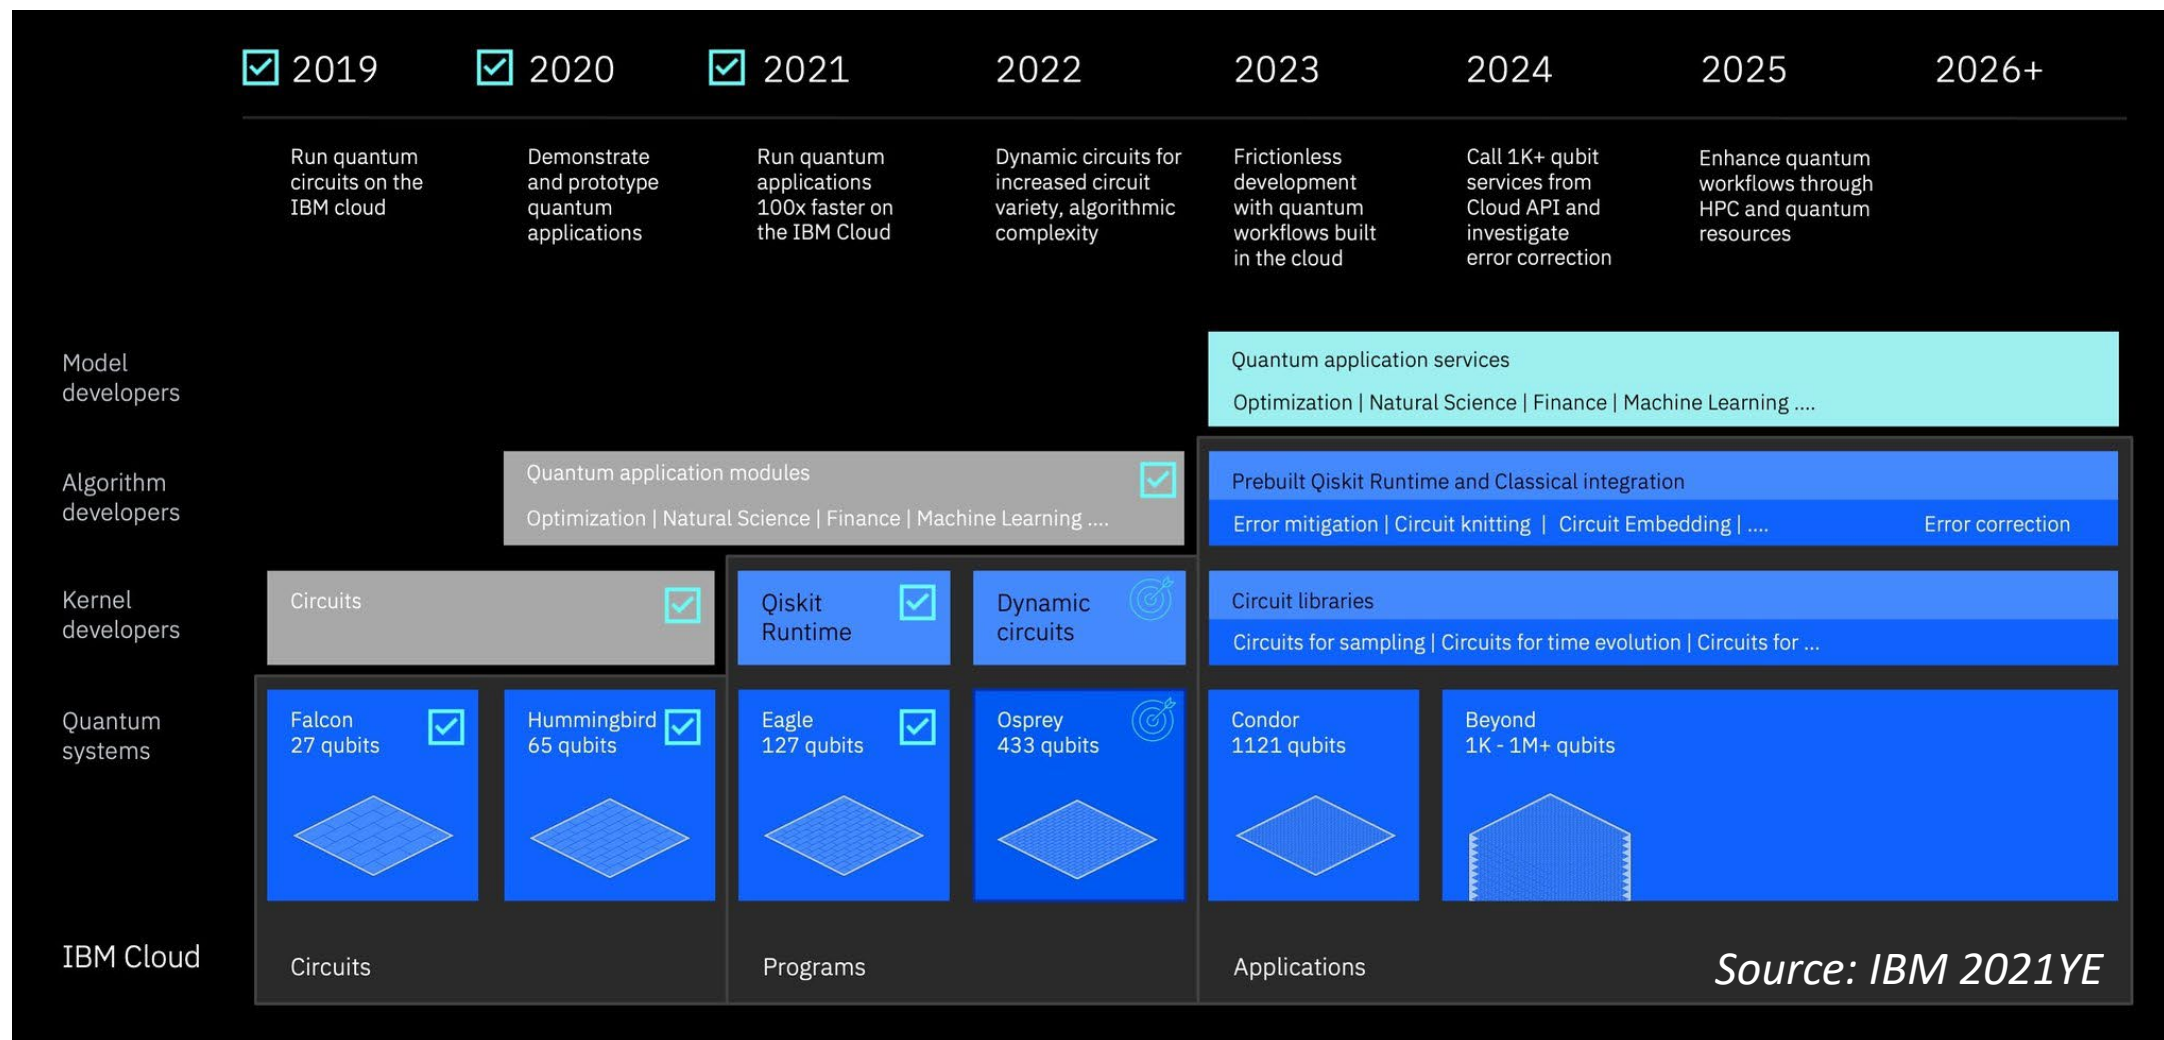 2019 2020 2021 2022 2023 2024 2025 2026+
Run quantum
circuits on the
IBM cloud
Demonstrate
and prototype
quantum
applications
Run quantum
applications
100x faster on
the IBM Cloud
Dynamic circuits for
increased circuit
variety, algorithmic
complexity
Frictionless
development
with quantum
workflows built
in the cloud
Call 1K+ qubit
services from
Cloud API and
investigate
error correction
Enhance quantum
workflows through
HPC and quantum
resources
Model
developers
Quantum application services
Optimization | Natural Science | Finance | Machine Learning ....
Algorithm
developers
Quantum application modules
Optimization | Natural Science | Finance | Machine Learning ....
Prebuilt Qiskit Runtime and Classical integration
Error mitigation | Circuit knitting | Circuit Embedding | .... Error correction
Kernel
developers
Circuits
Qiskit
Runtime
Dynamic
circuits
Circuit libraries
Circuits for sampling | Circuits for time evolution | Circuits for ...
Quantum
systems
Falcon
27 qubits
Hummingbird
65 qubits
Eagle
127 qubits
Osprey
433 qubits
Condor
1121 qubits
Beyond
1K - 1M+ qubits
IBM Cloud
Circuits
Programs
Applications
Source: IBM 2021YE